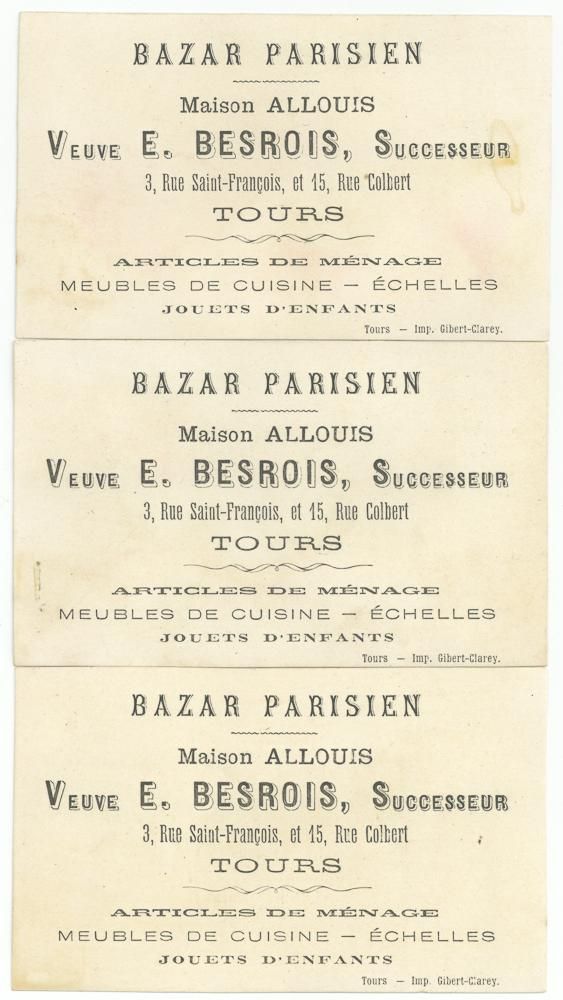 BAZAR PARISIEN
Maison ALLOUIS
VEUVE E. BESROIS, SUCCESSEUR
3, Rue Saint-François, et 15, Rue Colbert
TOURS
ARTICLES DE MÉNAGE
MEUBLES DE CUISINE — ÉCHELLES
JOUETS D'ENFANTS
Tours — Imp. Gibert-Clarey.
BAZAR PARISIEN
Maison ALLOUIS
VEUVE E. BESROIS, SUCCESSEUR
3, Rue Saint-François, et 15, Rue Colbert
TOURS
ARTICLES DE MÉNAGE
MEUBLES DE CUISINE — ÉCHELLES
JOUETS D'ENFANTS
Tours — Imp. Gibert-Clarey.
BAZAR PARISIEN
Maison ALLOUIS
VEUVE E. BESROIS, SUCCESSEUR
3, Rue Saint-François, et 15, Rue Colbert
TOURS
ARTICLES DE MÉNAGE
MEUBLES DE CUISINE — ÉCHELLES
JOUETS D'ENFANTS
Tours — Imp. Gibert-Clarey.